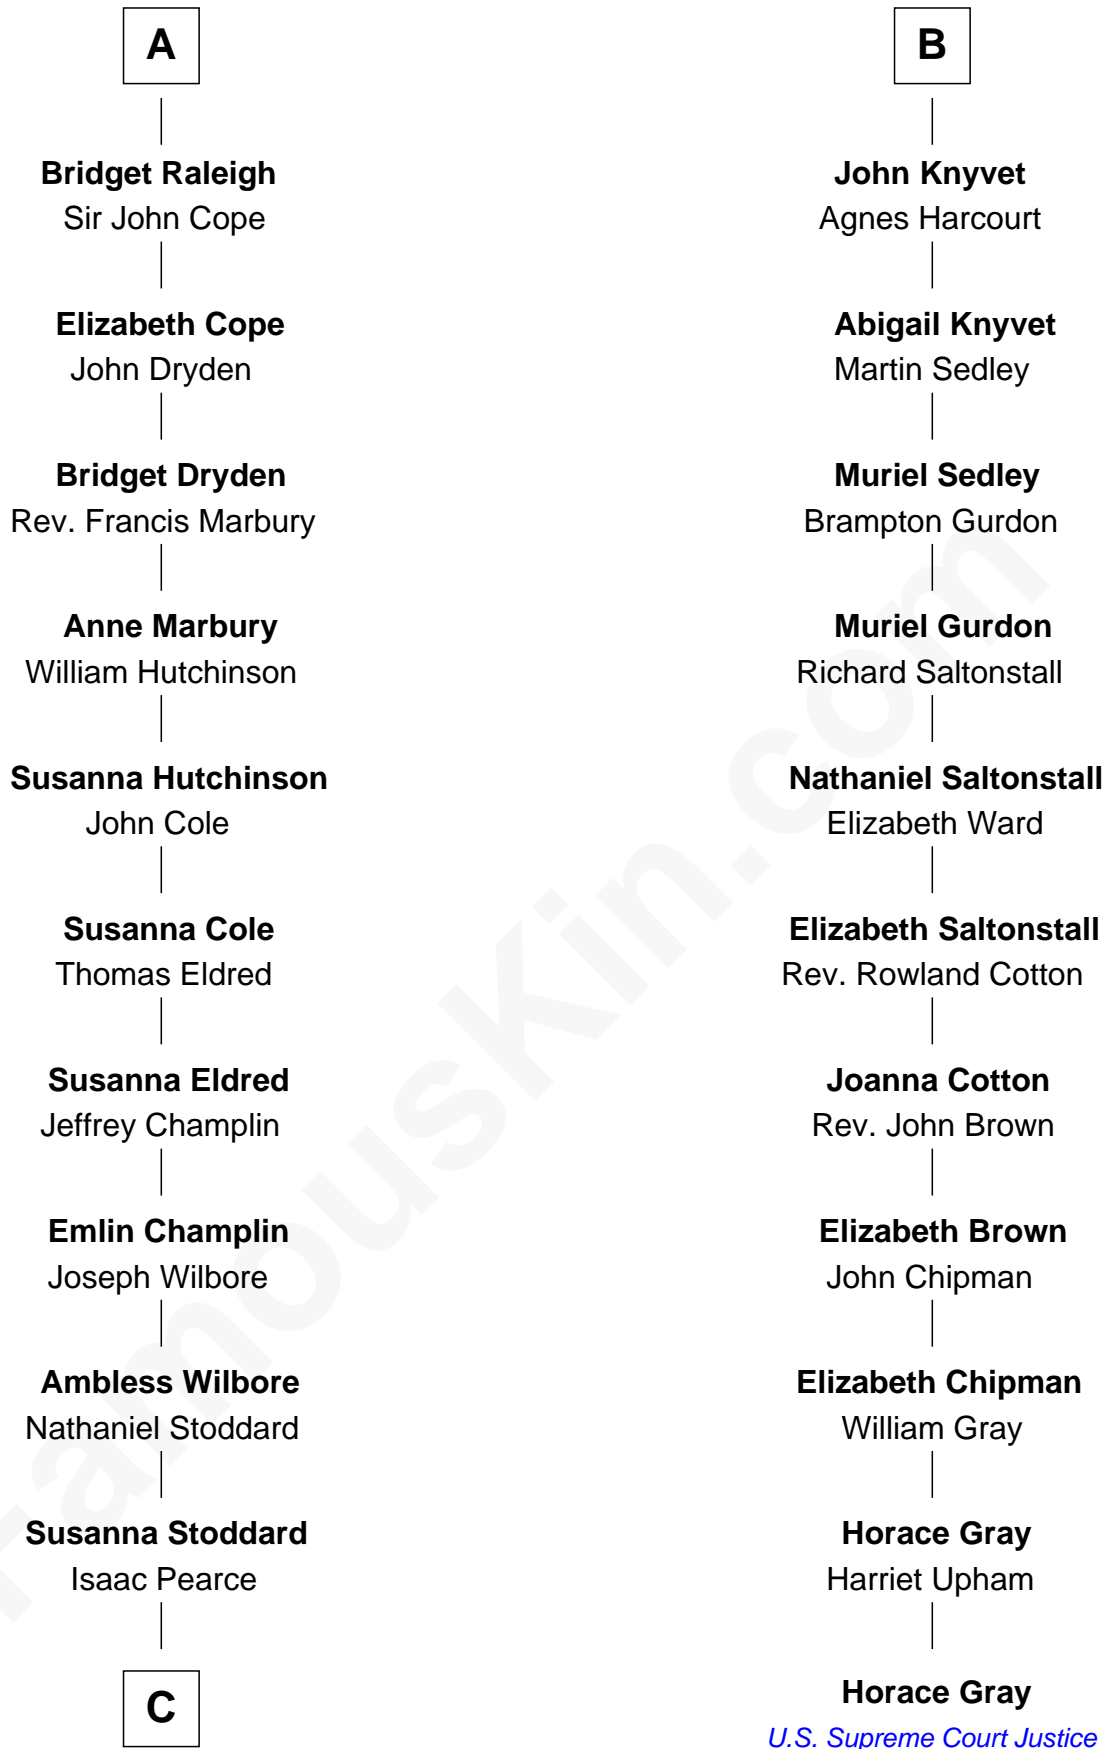 A
Bridget Raleigh
Sir John Cope
Elizabeth Cope
John Dryden
Bridget Dryden
Rev. Francis Marbury
Anne Marbury
William Hutchinson
Susanna Hutchinson
John Cole
Susanna Cole
Thomas Eldred
Susanna Eldred
Jeffrey Champlin
Emlin Champlin
Joseph Wilbore
Ambless Wilbore
Nathaniel Stoddard
Susanna Stoddard
Isaac Pearce
C
B
John Knyvet
Agnes Harcourt
Abigail Knyvet
Martin Sedley
Muriel Sedley
Brampton Gurdon
Muriel Gurdon
Richard Saltonstall
Nathaniel Saltonstall
Elizabeth Ward
Elizabeth Saltonstall
Rev. Rowland Cotton
Joanna Cotton
Rev. John Brown
Elizabeth Brown
John Chipman
Elizabeth Chipman
William Gray
Horace Gray
Harriet Upham
Horace Gray
U.S. Supreme Court Justice
FamousKin.com